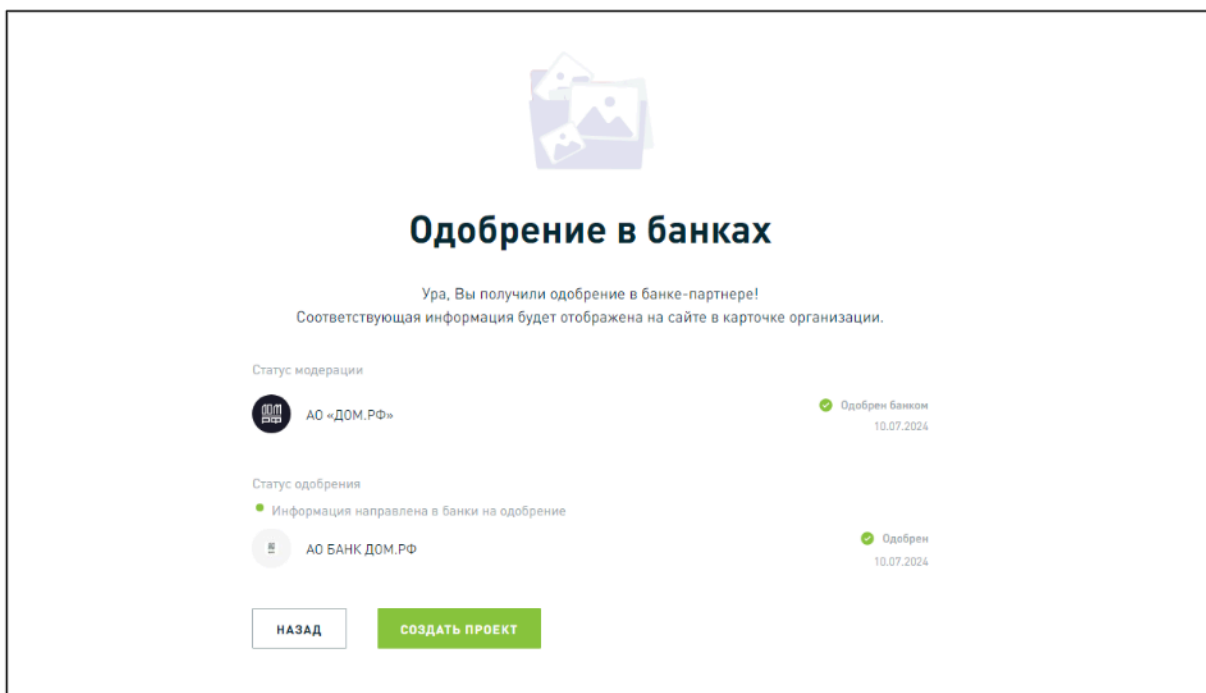 Одобрение в банках
Ура, Вы получили одобрение в банке-партнере!
Соответствующая информация будет отображена на сайте в карточке организации.
Статус модерации
ДОМ
РФ
АО «ДОМ.РФ»
Одобрен банком
10.07.2024
Статус одобрения
Информация направлена в банки на одобрение
АО БАНК ДОМ.РФ
Одобрен
10.07.2024
НАЗАД
СОЗДАТЬ ПРОЕКТ